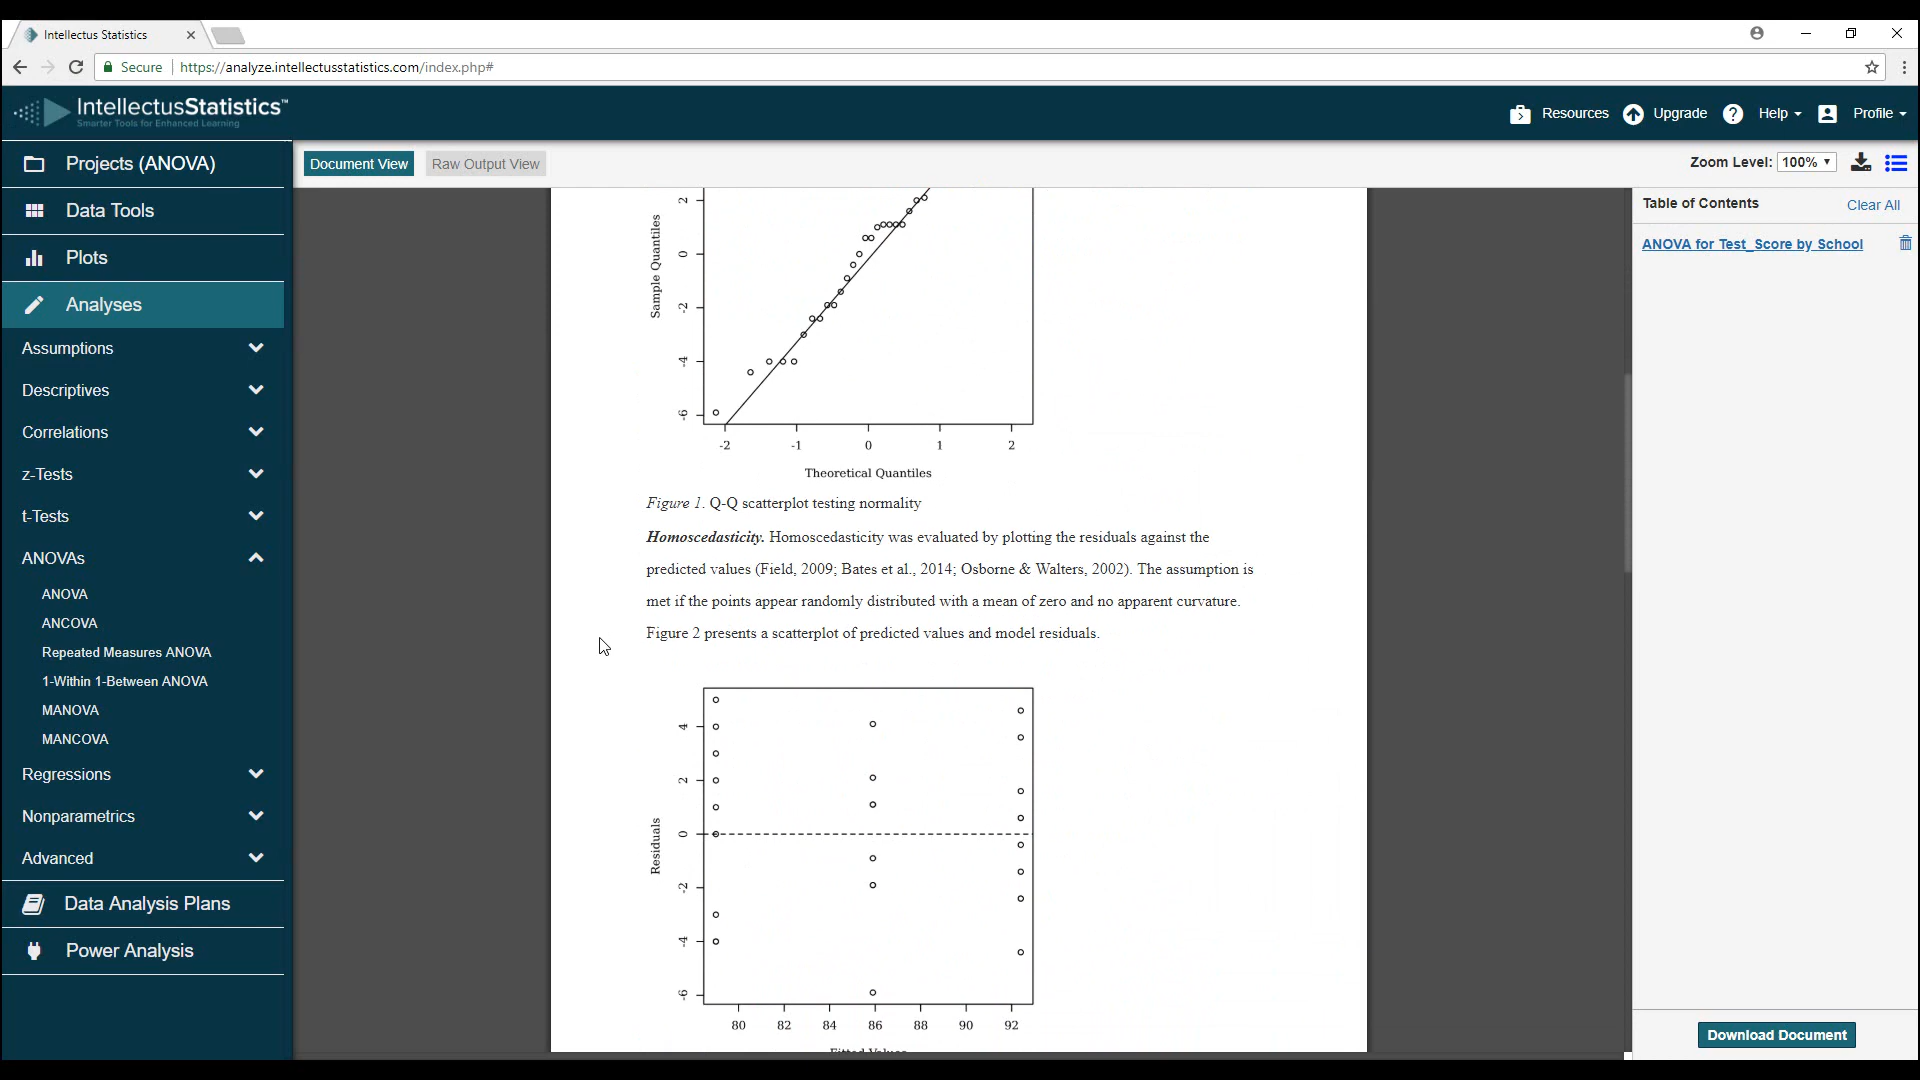 Intellectus Statistics
Secure https://analyze.intellectusstatistics.com/index.php#
IntellectusStatistics™
Smarter Tools for Enhanced Learning
Resources
Upgrade
Help
Profile
Projects (ANOVA)
Data Tools
Plots
Analyses
Assumptions
Descriptives
Correlations
z-Tests
t-Tests
ANOVAs
ANOVA
ANCOVA
Repeated Measures ANOVA
1-Within 1-Between ANOVA
MANOVA
MANCOVA
Regressions
Nonparametrics
Advanced
Data Analysis Plans
Power Analysis
Document View
Raw Output View
Zoom Level: 100%
2
0
-2
-4
-6
Sample Quantiles
-2 -1 0 1 2
Theoretical Quantiles
Figure 1. Q-Q scatterplot testing normality
Homoscedasticity. Homoscedasticity was evaluated by plotting the residuals against the
predicted values (Field, 2009; Bates et al., 2014; Osborne & Walters, 2002). The assumption is
met if the points appear randomly distributed with a mean of zero and no apparent curvature.
Figure 2 presents a scatterplot of predicted values and model residuals.
4
2
0
-2
-4
-6
Residuals
80 82 84 86 88 90 92
Fitted Values
Table of Contents
Clear All
ANOVA for Test_Score by School
Download Document